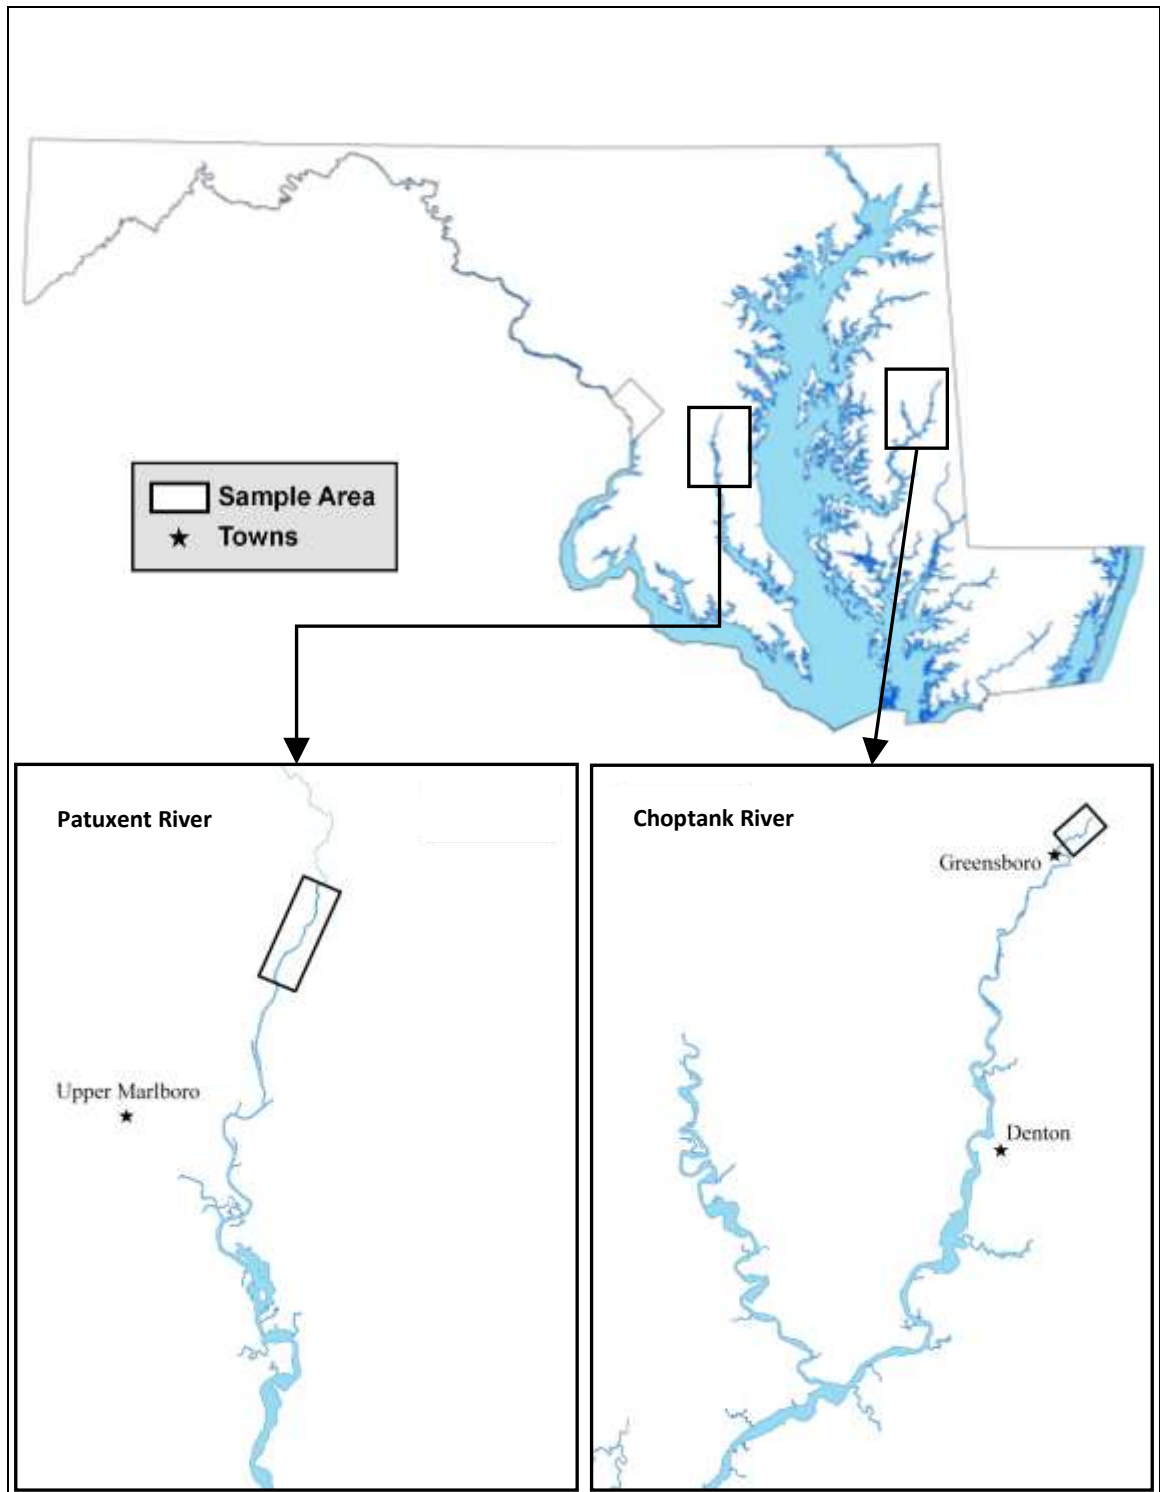 Sample Area
Towns
Patuxent River
Upper Marlboro
Choptank River
Greensboro
Denton